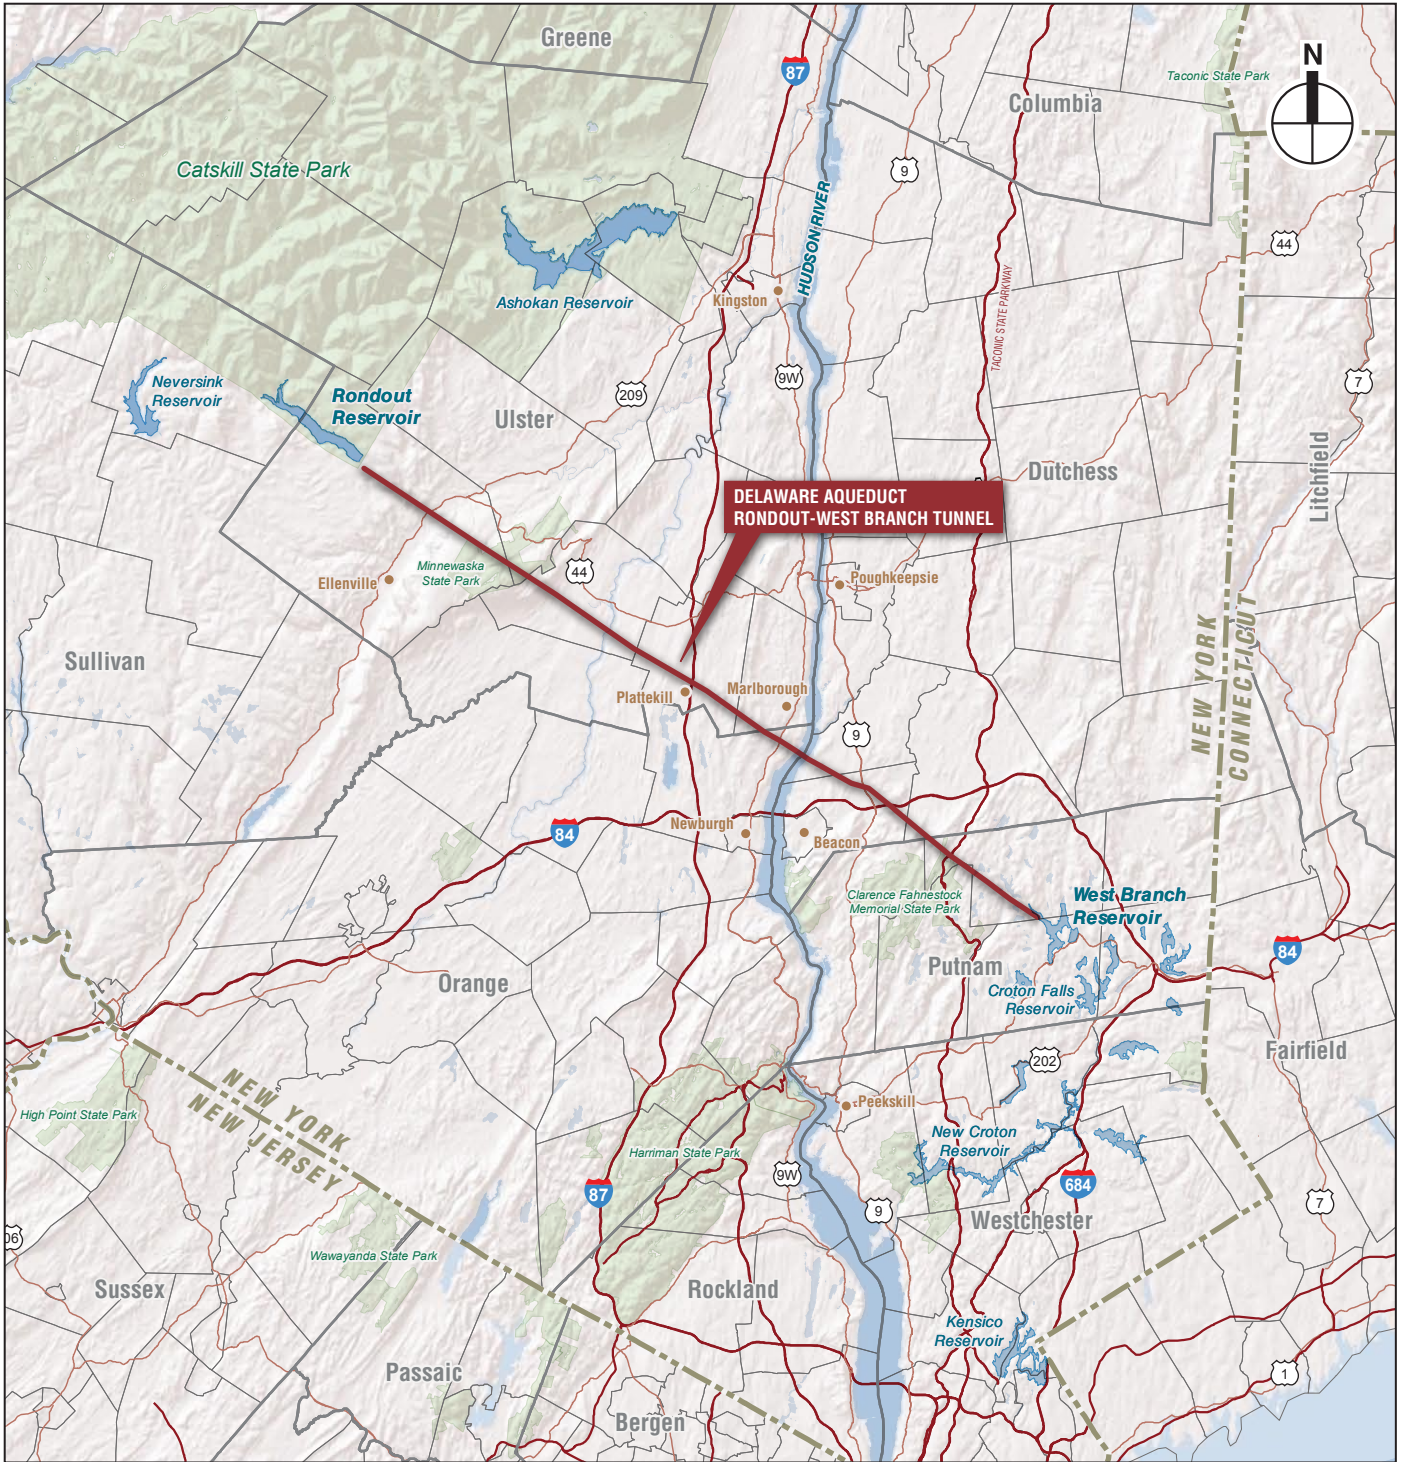 Greene
87
N
Taconic State Park
Columbia
Catskill State Park
9
HUDSON RIVER
44
Ashokan Reservoir
Kingston
TACONIC STATE PARKWAY
Neversink
Reservoir
Rondout
Reservoir
209
9W
7
Ulster
Dutchess
Litchfield
DELAWARE AQUEDUCT
RONDOUT-WEST BRANCH TUNNEL
Ellenville
Minnewaska
State Park
44
Poughkeepsie
NEW YORK
CONNECTICUT
Sullivan
Plattekill
Marlborough
9
84
Newburgh
Beacon
Clarence Fahnestock
Memorial State Park
West Branch
Reservoir
84
Orange
Putnam
Croton Falls
Reservoir
Fairfield
202
NEW YORK
NEW JERSEY
High Point State Park
Peekskill
Harriman State Park
New Croton
Reservoir
87
9W
684
9
7
Westchester
06
Wawayanda State Park
Sussex
Rockland
Kensico
Reservoir
Passaic
1
Bergen